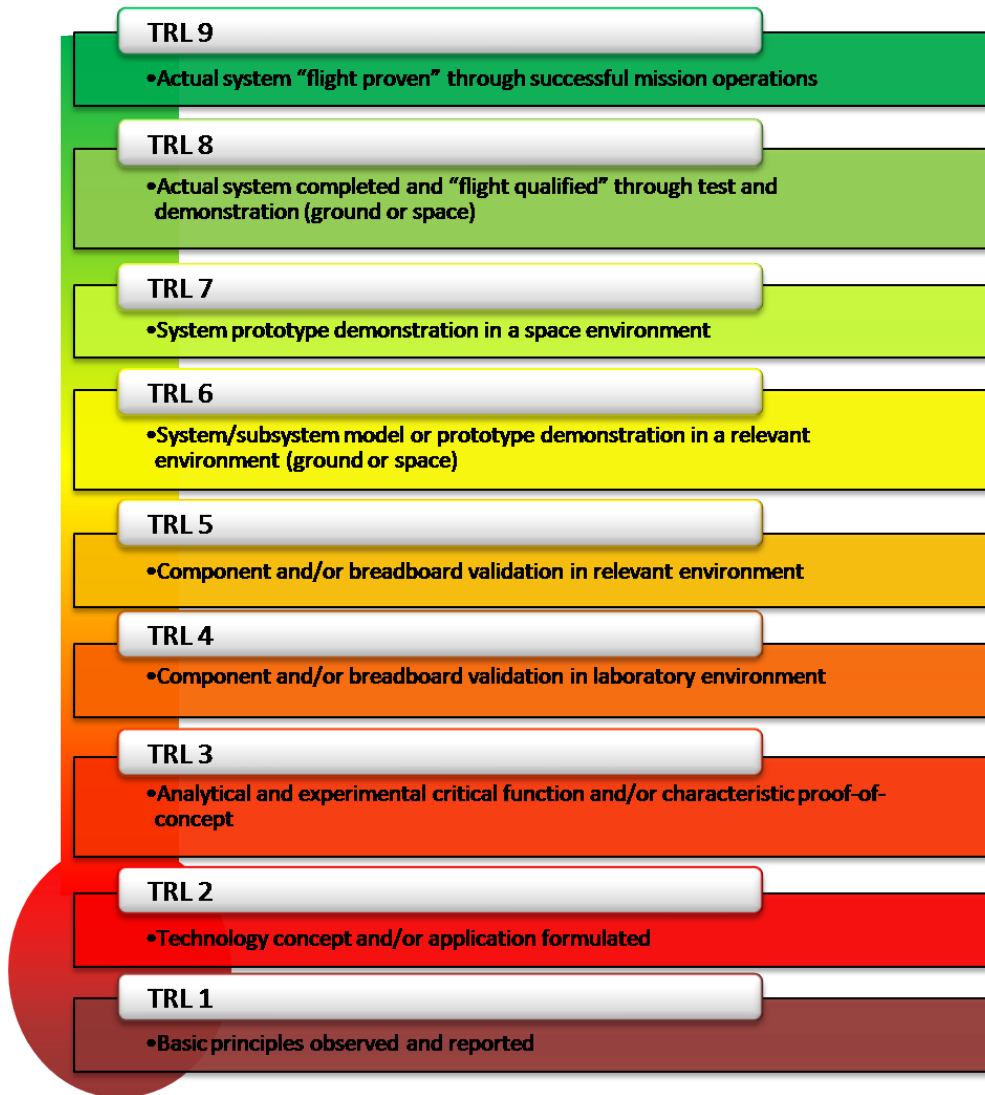 TRL 9
•Actual system “flight proven” through successful mission operations
TRL 8
•Actual system completed and “flight qualified” through test and
demonstration (ground or space)
TRL 7
•System prototype demonstration in a space environment
TRL 6
•System/subsystem model or prototype demonstration in a relevant
environment (ground or space)
TRL 5
•Component and/or breadboard validation in relevant environment
TRL 4
•Component and/or breadboard validation in laboratory environment
TRL 3
•Analytical and experimental critical function and/or characteristic proof-of-
concept
TRL 2
•Technology concept and/or application formulated
TRL 1
•Basic principles observed and reported